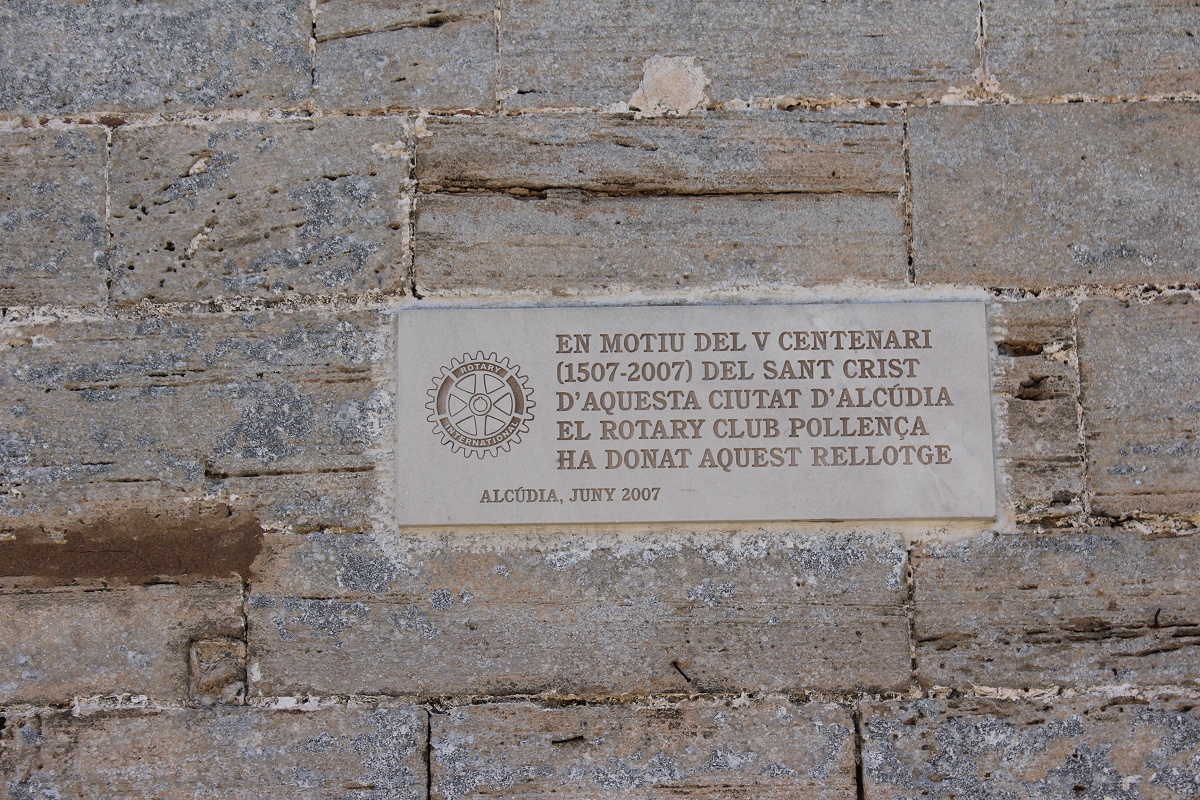 ROTARY
INTERNATIONAL
EN MOTIU DEL V CENTENARI
(1507-2007) DEL SANT CRIST
D'AQUESTA CIUTAT D'ALCÚDIA
EL ROTARY CLUB POLLENÇA
HA DONAT AQUEST RELLOTGE
ALCÚDIA, JUNY 2007